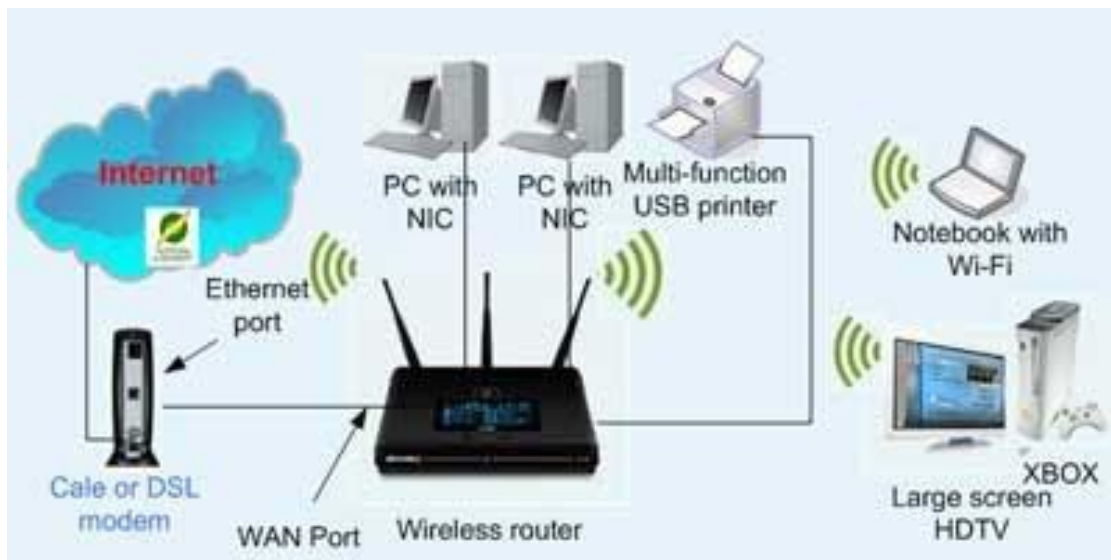 Internet
PC with
NIC
PC with
NIC
Multi-function
USB printer
Notebook with
Wi-Fi
Ethernet
port
Cale or DSL
modem
WAN Port
Wireless router
XBOX
Large screen
HDTV